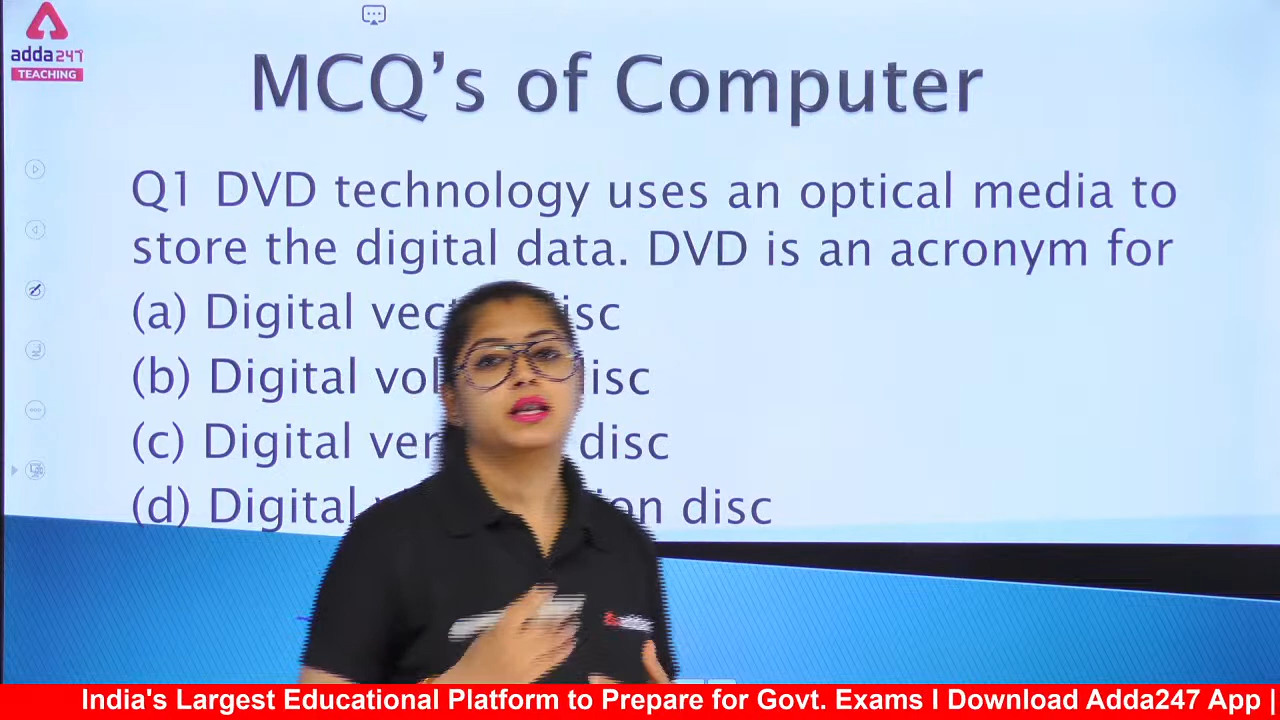 adda247
TEACHING
MCQ's of Computer
Q1 DVD technology uses an optical media to
store the digital data. DVD is an acronym for
(a) Digital disc
(b) Digital disc
(c) Digital disc
(d) Digital disc
India's Largest Educational Platform to Prepare for Govt. Exams I Download Adda247 App |